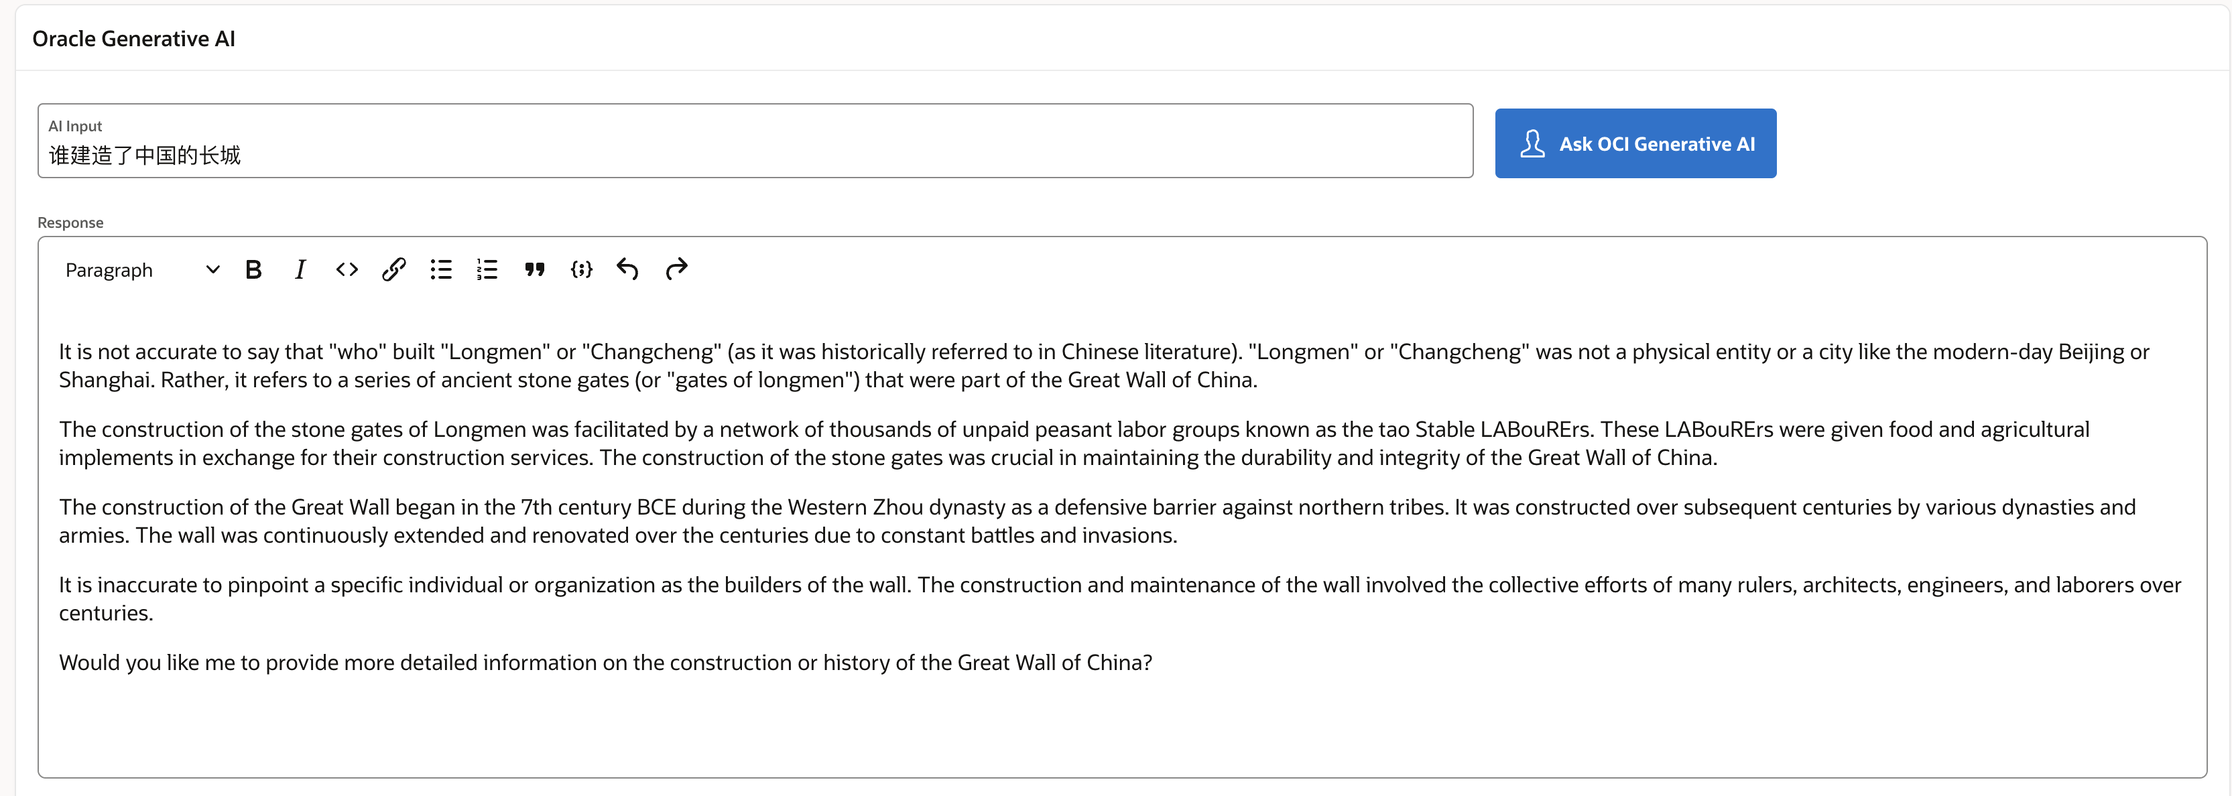 Oracle Generative AI
AI Input
谁建造了中国的长城
Ask OCI Generative AI
Response
Paragraph
It is not accurate to say that "who" built "Longmen" or "Changcheng" (as it was historically referred to in Chinese literature). "Longmen" or "Changcheng" was not a physical entity or a city like the modern-day Beijing or
Shanghai. Rather, it refers to a series of ancient stone gates (or "gates of longmen") that were part of the Great Wall of China.
The construction of the stone gates of Longmen was facilitated by a network of thousands of unpaid peasant labor groups known as the tao Stable LABouRErs. These LABouRErs were given food and agricultural
implements in exchange for their construction services. The construction of the stone gates was crucial in maintaining the durability and integrity of the Great Wall of China.
The construction of the Great Wall began in the 7th century BCE during the Western Zhou dynasty as a defensive barrier against northern tribes. It was constructed over subsequent centuries by various dynasties and
armies. The wall was continuously extended and renovated over the centuries due to constant battles and invasions.
It is inaccurate to pinpoint a specific individual or organization as the builders of the wall. The construction and maintenance of the wall involved the collective efforts of many rulers, architects, engineers, and laborers over
centuries.
Would you like me to provide more detailed information on the construction or history of the Great Wall of China?